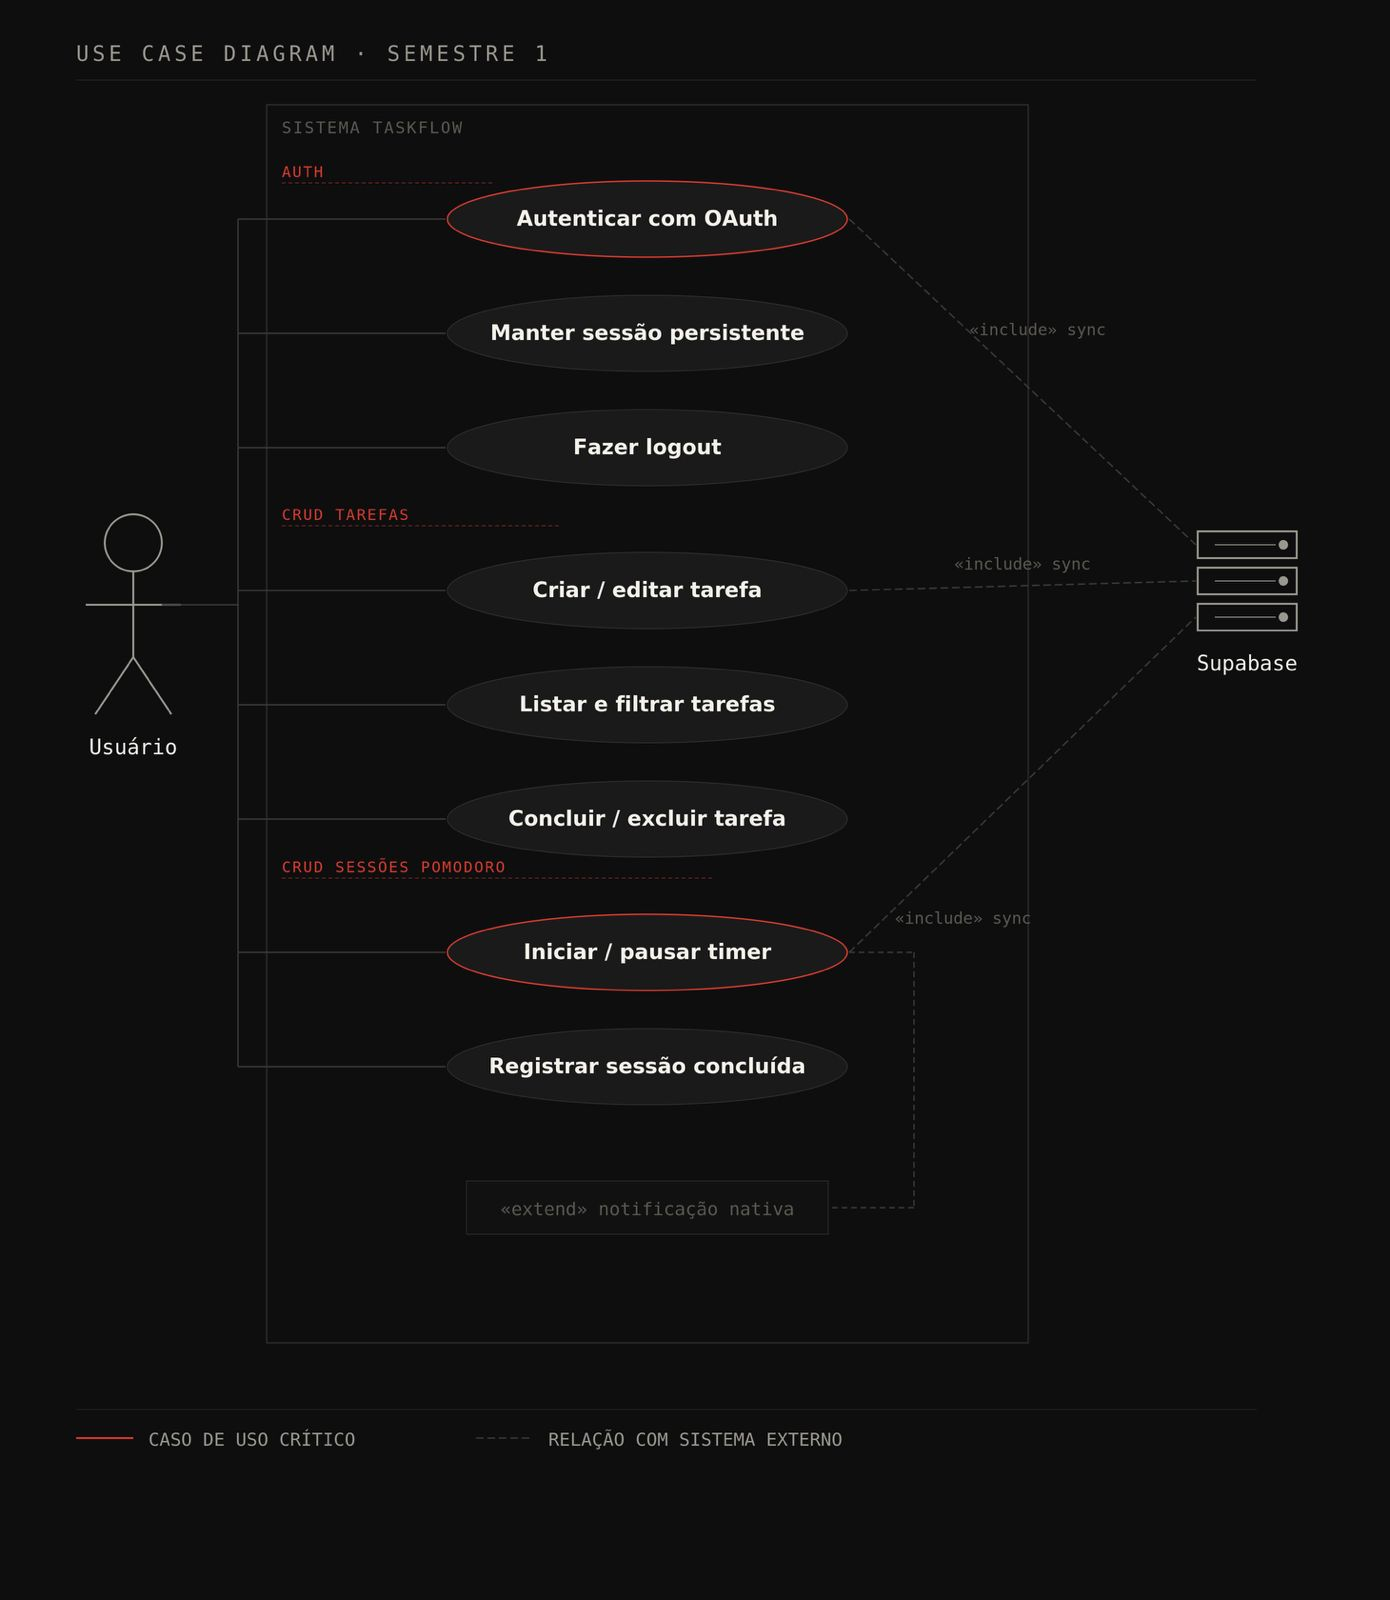 USE CASE DIAGRAM · SEMESTRE 1
SISTEMA TASKFLOW
AUTH
Autenticar com OAuth
«include» sync
Manter sessão persistente
Fazer logout
CRUD TAREFAS
«include» sync
Criar / editar tarefa
Supabase
Listar e filtrar tarefas
Usuário
Concluir / excluir tarefa
CRUD SESSÕES POMODORO
«include» sync
Iniciar / pausar timer
Registrar sessão concluída
«extend» notificação nativa
CASO DE USO CRÍTICO
RELAÇÃO COM SISTEMA EXTERNO